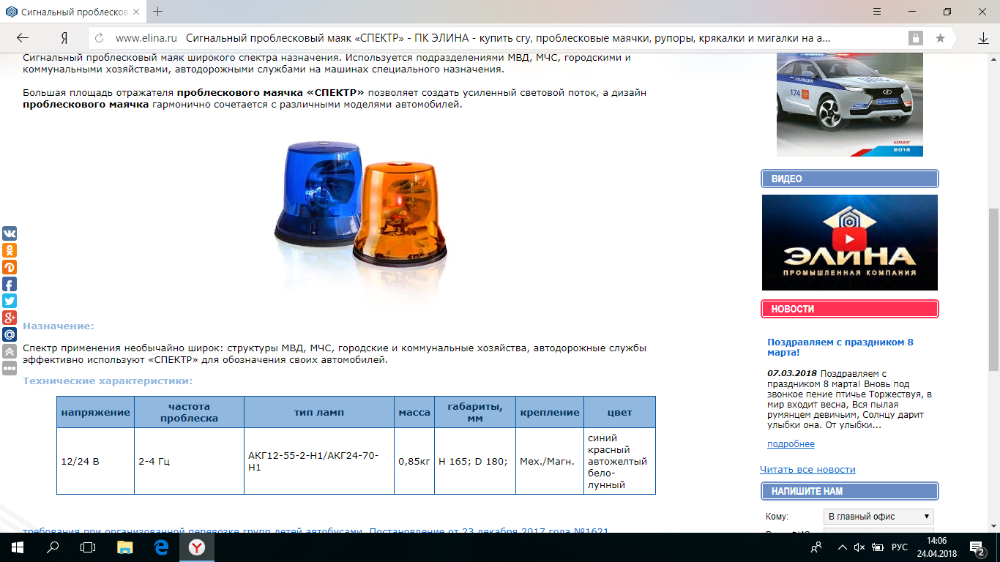 Сигнальный проблесков
Я
www.elina.ru Сигнальный проблесковый маяк «СПЕКТР» - ПК ЭЛИНА - купить сгу, проблесковые маячки, рупоры, крякалки и мигалки на а...
Сигнальный проблесковый маяк широкого спектра назначения. Используется подразделениями МВД, МЧС, городскими и
коммунальными хозяйствами, автодорожными службами на машинах специального назначения.
Большая площадь отражателя проблескового маячка «СПЕКТР» позволяет создать усиленный световой поток, а дизайн
проблескового маячка гармонично сочетается с различными моделями автомобилей.
Назначение:
Спектр применения необычайно широк: структуры МВД, МЧС, городские и коммунальные хозяйства, автодорожные службы
эффективно используют «СПЕКТР» для обозначения своих автомобилей.
Технические характеристики:
напряжение
частота
проблеска
тип ламп
масса
габариты,
мм
крепление
цвет
12/24 В
2-4 Гц
АКГ12-55-2-Н1/АКГ24-70-
Н1
0,85кг
H 165; D 180;
Мех./Магн.
синий
красный
автожелтый
бело-
лунный
требования при организованной перевозке групп детей автобусами. Постановление от 23 декабря 2017 года №1621
ПОЛИЦИЯ
174
ЭЛИНА
КАТАЛОГ
2016
ВИДЕО
ЭЛИНА
ПРОМЫШЛЕННАЯ КОМПАНИЯ
НОВОСТИ
Поздравляем с праздником 8
марта!
07.03.2018 Поздравляем с
праздником 8 марта! Вновь под
звонкое пение птичье Торжествуя, в
мир входит весна, Вся пылая
румянцем девичьим, Солнцу дарит
улыбки она. От улыбки...
подробнее
Читать все новости
НАПИШИТЕ НАМ
Кому:
В главный офис
РУС
14:06
24.04.2018
2